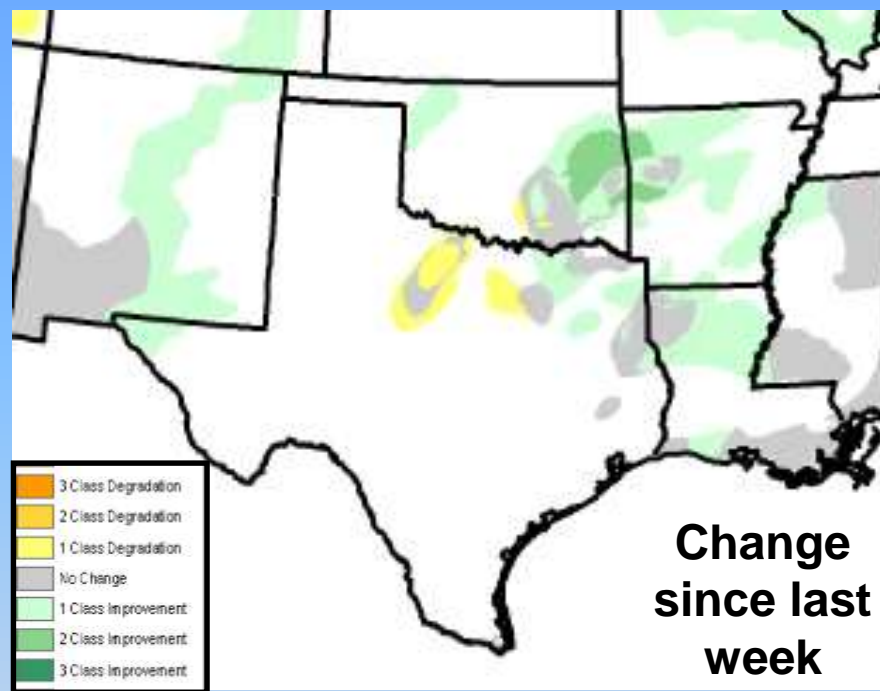 3 Class Degradation
2 Class Degradation
1 Class Degradation
No Change
1 Class Improvement
2 Class Improvement
3 Class Improvement
Change
since last
week